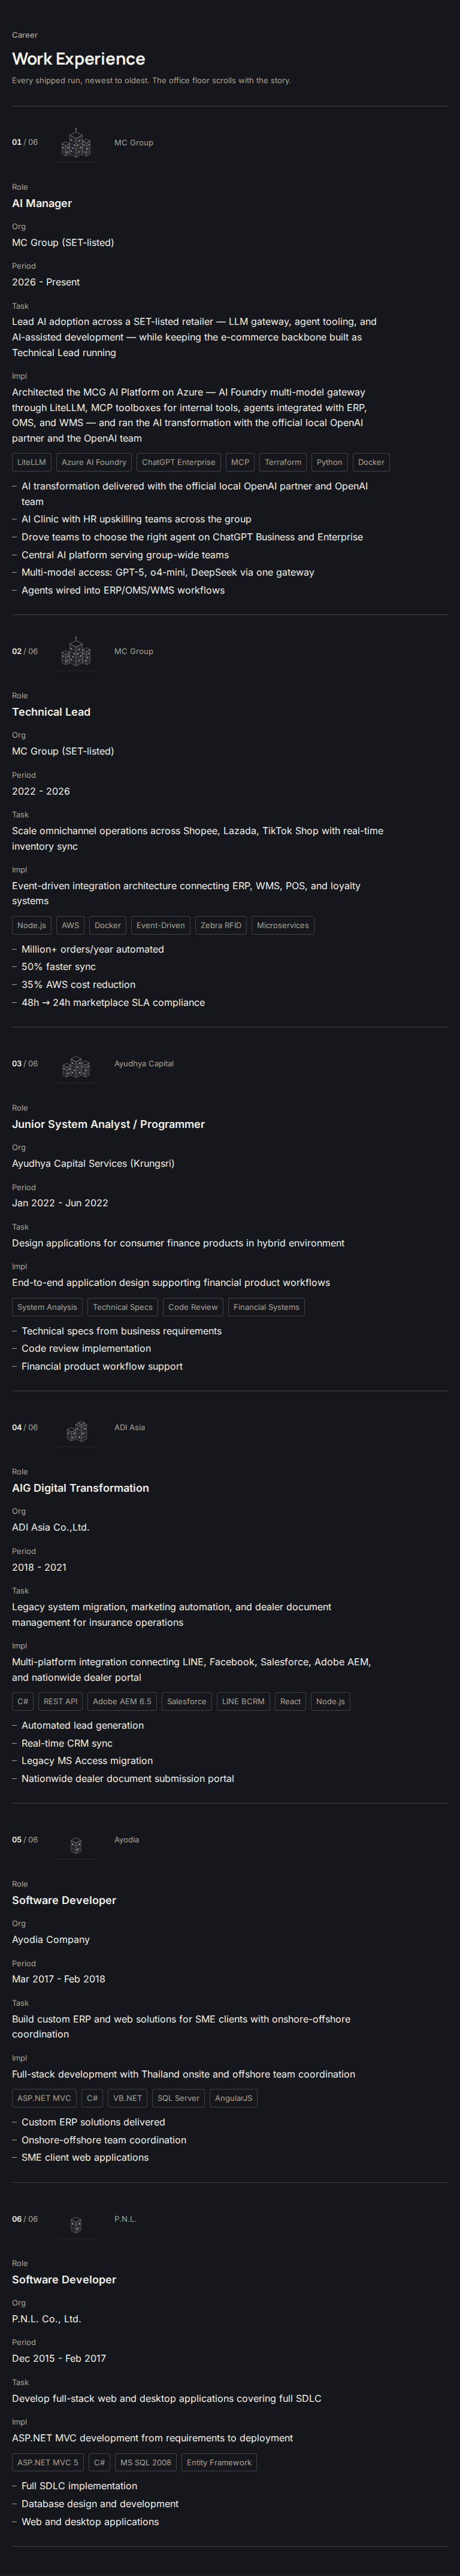 Career
Work Experience
Every shipped run, newest to oldest. The office floor scrolls with the story.
01 / 06
MC Group
Role
AI Manager
Org
MC Group (SET-listed)
Period
2026 - Present
Task
Lead AI adoption across a SET-listed retailer — LLM gateway, agent tooling, and
AI-assisted development — while keeping the e-commerce backbone built as
Technical Lead running
Impl
Architected the MCG AI Platform on Azure — AI Foundry multi-model gateway
through LiteLLM, MCP toolboxes for internal tools, agents integrated with ERP,
OMS, and WMS — and ran the AI transformation with the official local OpenAI
partner and the OpenAI team
LiteLLM Azure AI Foundry ChatGPT Enterprise MCP Terraform Python Docker
– AI transformation delivered with the official local OpenAI partner and OpenAI
team
– AI Clinic with HR upskilling teams across the group
– Drove teams to choose the right agent on ChatGPT Business and Enterprise
– Central AI platform serving group-wide teams
– Multi-model access: GPT-5, o4-mini, DeepSeek via one gateway
– Agents wired into ERP/OMS/WMS workflows
02 / 06
MC Group
Role
Technical Lead
Org
MC Group (SET-listed)
Period
2022 - 2026
Task
Scale omnichannel operations across Shopee, Lazada, TikTok Shop with real-time
inventory sync
Impl
Event-driven integration architecture connecting ERP, WMS, POS, and loyalty
systems
Node.js AWS Docker Event-Driven Zebra RFID Microservices
– Million+ orders/year automated
– 50% faster sync
– 35% AWS cost reduction
– 48h → 24h marketplace SLA compliance
03 / 06
Ayudhya Capital
Role
Junior System Analyst / Programmer
Org
Ayudhya Capital Services (Krungsri)
Period
Jan 2022 - Jun 2022
Task
Design applications for consumer finance products in hybrid environment
Impl
End-to-end application design supporting financial product workflows
System Analysis Technical Specs Code Review Financial Systems
– Technical specs from business requirements
– Code review implementation
– Financial product workflow support
04 / 06
ADI Asia
Role
AIG Digital Transformation
Org
ADI Asia Co.,Ltd.
Period
2018 - 2021
Task
Legacy system migration, marketing automation, and dealer document
management for insurance operations
Impl
Multi-platform integration connecting LINE, Facebook, Salesforce, Adobe AEM,
and nationwide dealer portal
C# REST API Adobe AEM 6.5 Salesforce LINE BCRM React Node.js
– Automated lead generation
– Real-time CRM sync
– Legacy MS Access migration
– Nationwide dealer document submission portal
05 / 06
Ayodia
Role
Software Developer
Org
Ayodia Company
Period
Mar 2017 - Feb 2018
Task
Build custom ERP and web solutions for SME clients with onshore-offshore
coordination
Impl
Full-stack development with Thailand onsite and offshore team coordination
ASP.NET MVC C# VB.NET SQL Server AngularJS
– Custom ERP solutions delivered
– Onshore-offshore team coordination
– SME client web applications
06 / 06
P.N.L.
Role
Software Developer
Org
P.N.L. Co., Ltd.
Period
Dec 2015 - Feb 2017
Task
Develop full-stack web and desktop applications covering full SDLC
Impl
ASP.NET MVC development from requirements to deployment
ASP.NET MVC 5 C# MS SQL 2008 Entity Framework
– Full SDLC implementation
– Database design and development
– Web and desktop applications